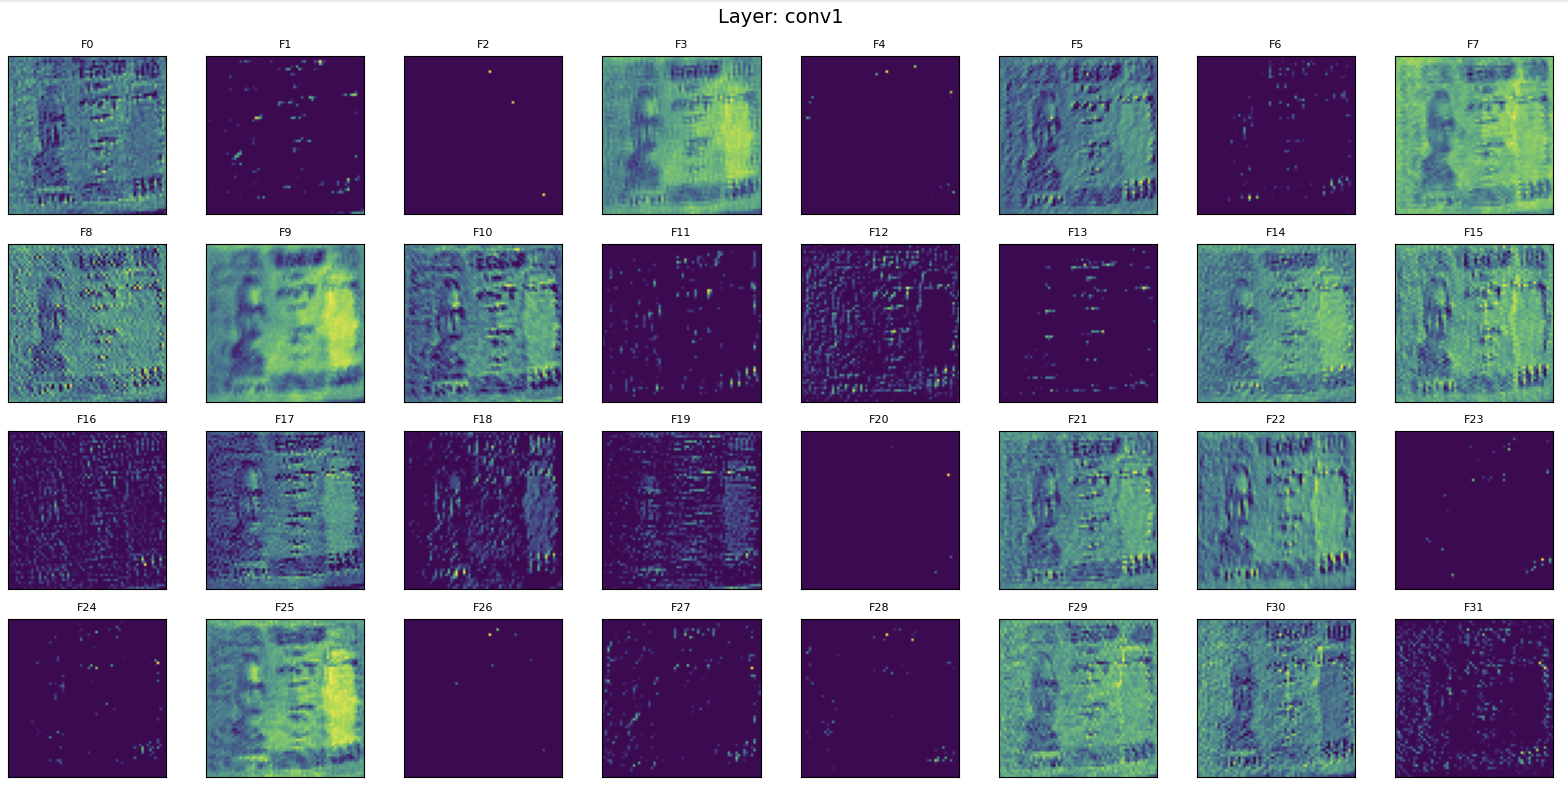 Layer: conv1
F0 F1 F2 F3 F4 F5 F6 F7
F8 F9 F10 F11 F12 F13 F14 F15
F16 F17 F18 F19 F20 F21 F22 F23
F24 F25 F26 F27 F28 F29 F30 F31